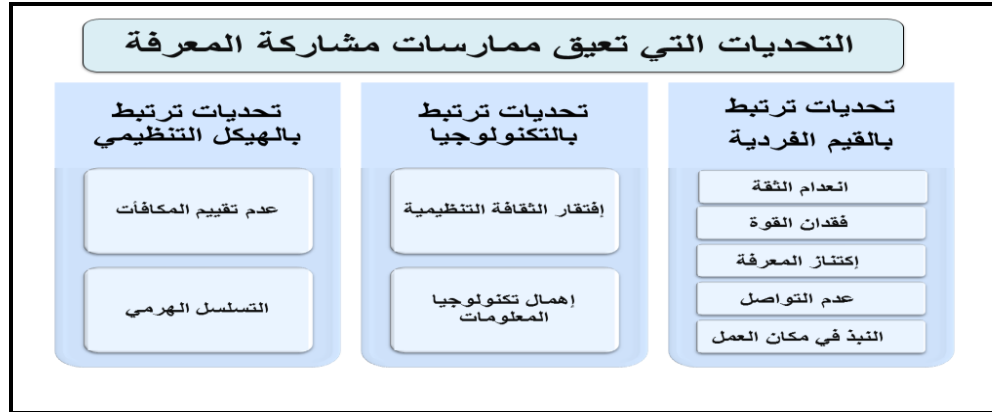 التحديات التي تعيق ممارسات مشاركة المعرفة
تحديات ترتبط
بالقيم الفردية
انعدام الثقة
فقدان القوة
إكتناز المعرفة
عدم التواصل
النبذ في مكان العمل
تحديات ترتبط
بالتكنولوجيا
إفتقار الثقافة التنظيمية
إهمال تكنولوجيا
المعلومات
تحديات ترتبط
بالهيكل التنظيمي
عدم تقييم المكافأت
التسلسل الهرمي